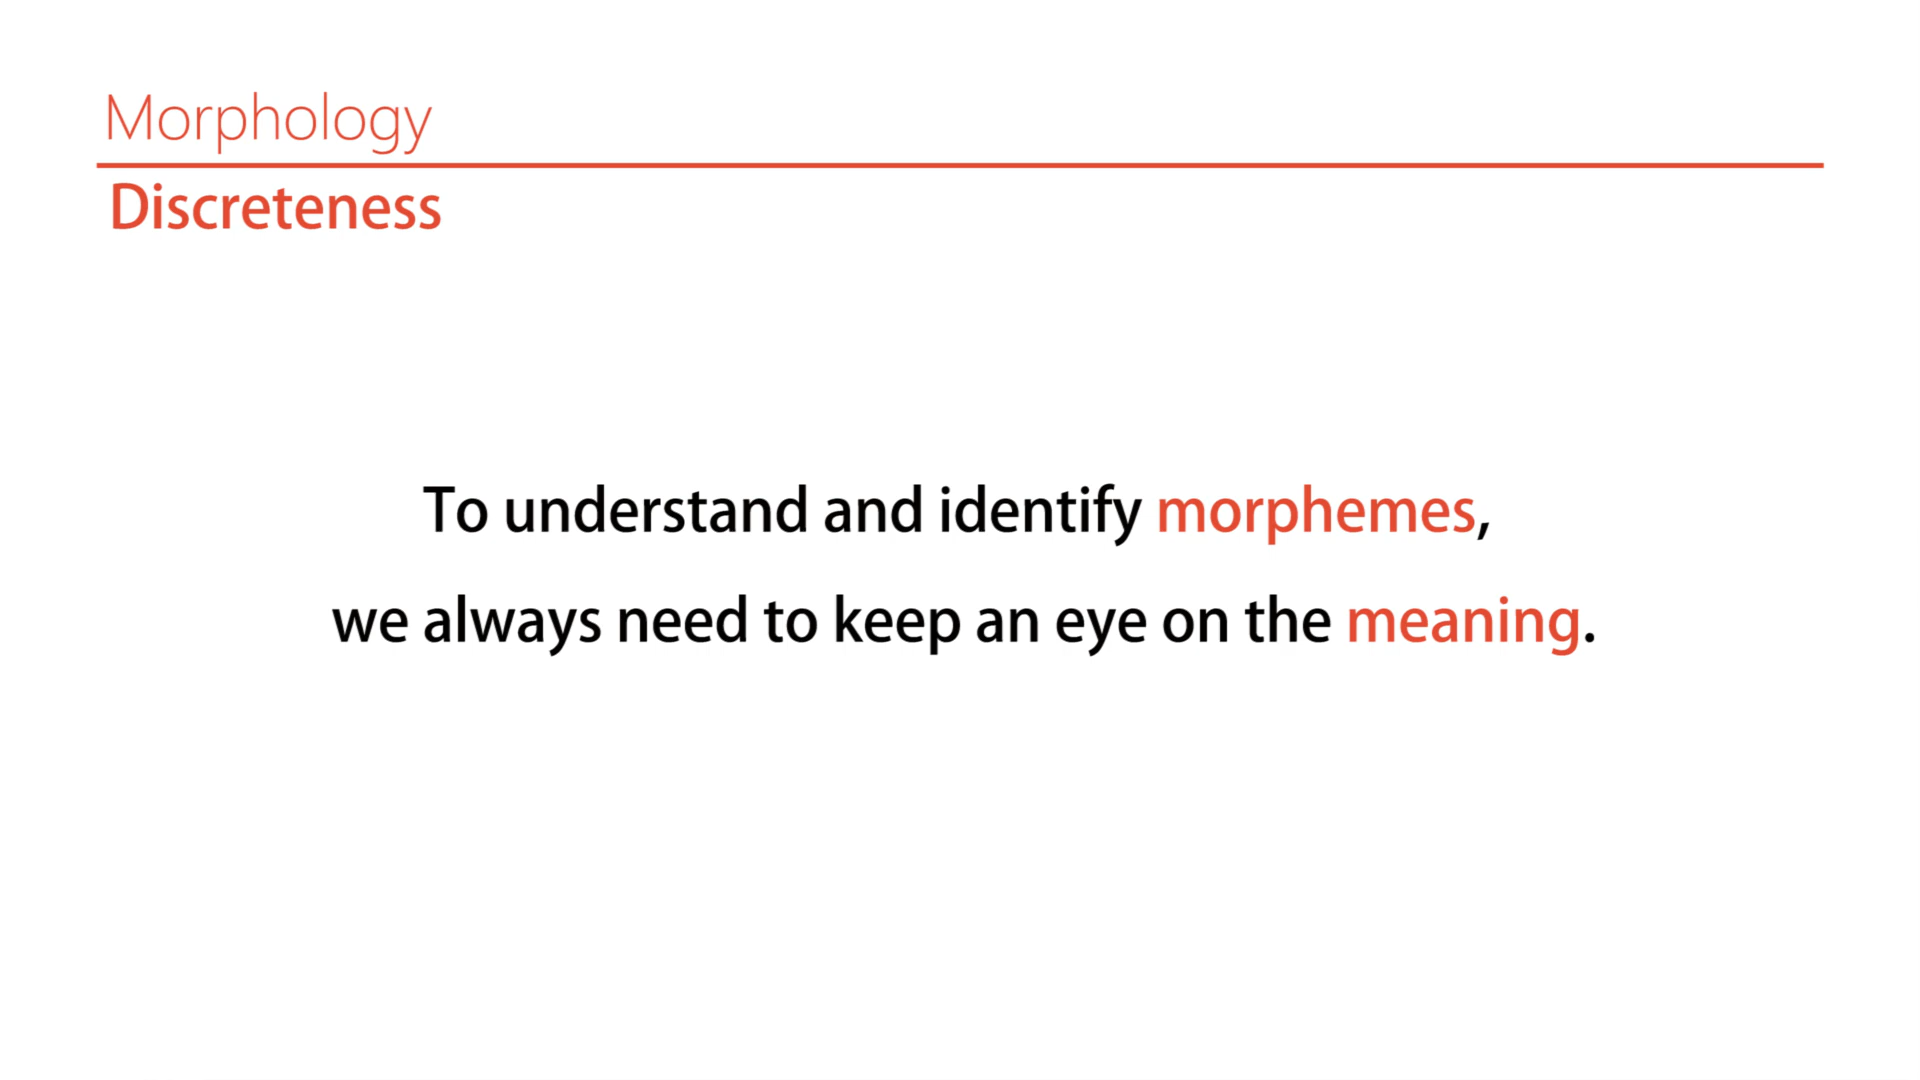 Morphology
Discreteness
To understand and identify morphemes,
we always need to keep an eye on the meaning.